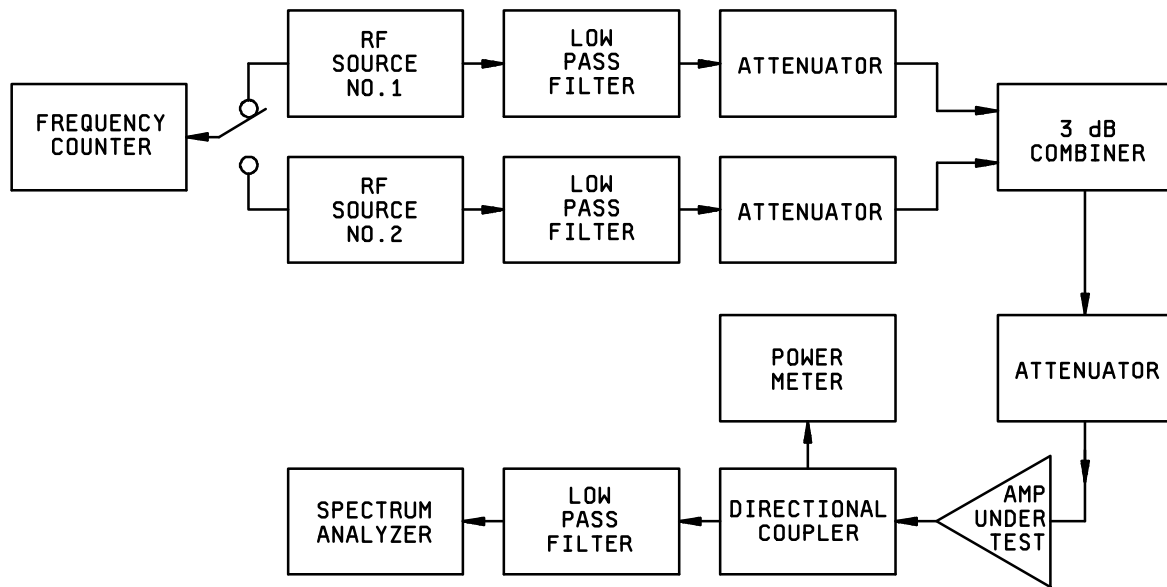 RF
SOURCE
NO.1
LOW
PASS
FILTER
ATTENUATOR
FREQUENCY
COUNTER
3 dB
COMBINER
RF
SOURCE
NO.2
LOW
PASS
FILTER
ATTENUATOR
POWER
METER
ATTENUATOR
SPECTRUM
ANALYZER
LOW
PASS
FILTER
DIRECTIONAL
COUPLER
AMP
UNDER
TEST